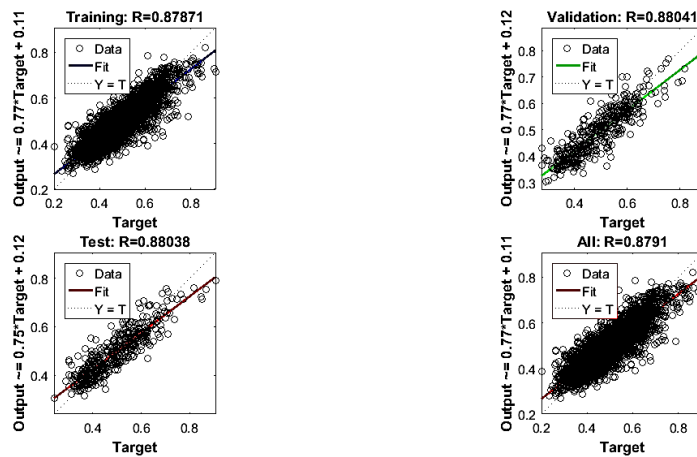 Training: R=0.87871
Output ~= 0.77*Target + 0.11
0.8
0.6
0.4
0.2
Data
Fit
Y = T
0.2 0.4 0.6 0.8
Target
Validation: R=0.88041
Output ~= 0.77*Target + 0.12
0.8
0.7
0.6
0.5
0.4
0.3
Data
Fit
Y = T
0.4 0.6 0.8
Target
Test: R=0.88038
Output ~= 0.75*Target + 0.12
0.8
0.6
0.4
Data
Fit
Y = T
0.4 0.6 0.8
Target
All: R=0.8791
Output ~= 0.77*Target + 0.11
0.8
0.6
0.4
0.2
Data
Fit
Y = T
0.2 0.4 0.6 0.8
Target